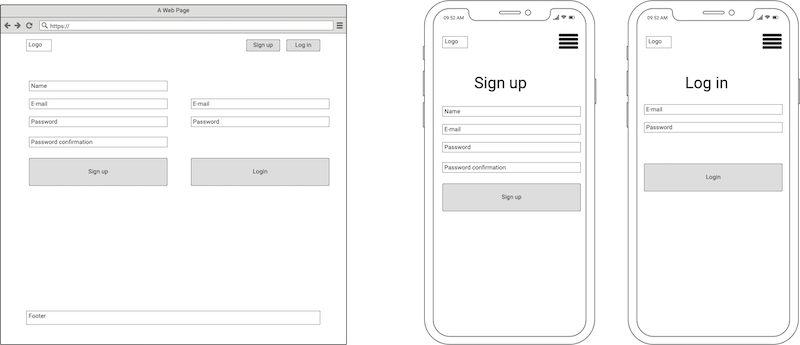 A Web Page
https://
Logo
Sign up
Log in
Name
E-mail
Password
Password confirmation
Sign up
E-mail
Password
Login
Footer
09:52 AM
Logo
Sign up
Name
E-mail
Password
Password confirmation
Sign up
09:52 AM
Logo
Log in
E-mail
Password
Login